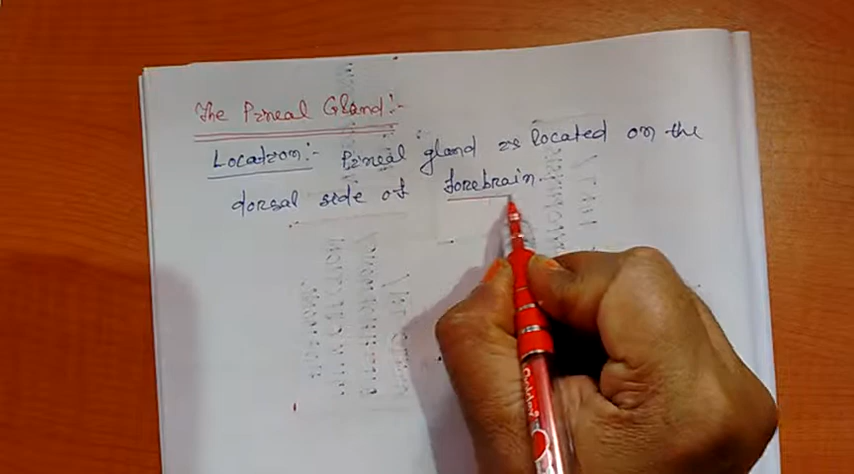 The Pineal Gland:-
Location:- Pineal gland is located on the
dorsal side of forebrain.